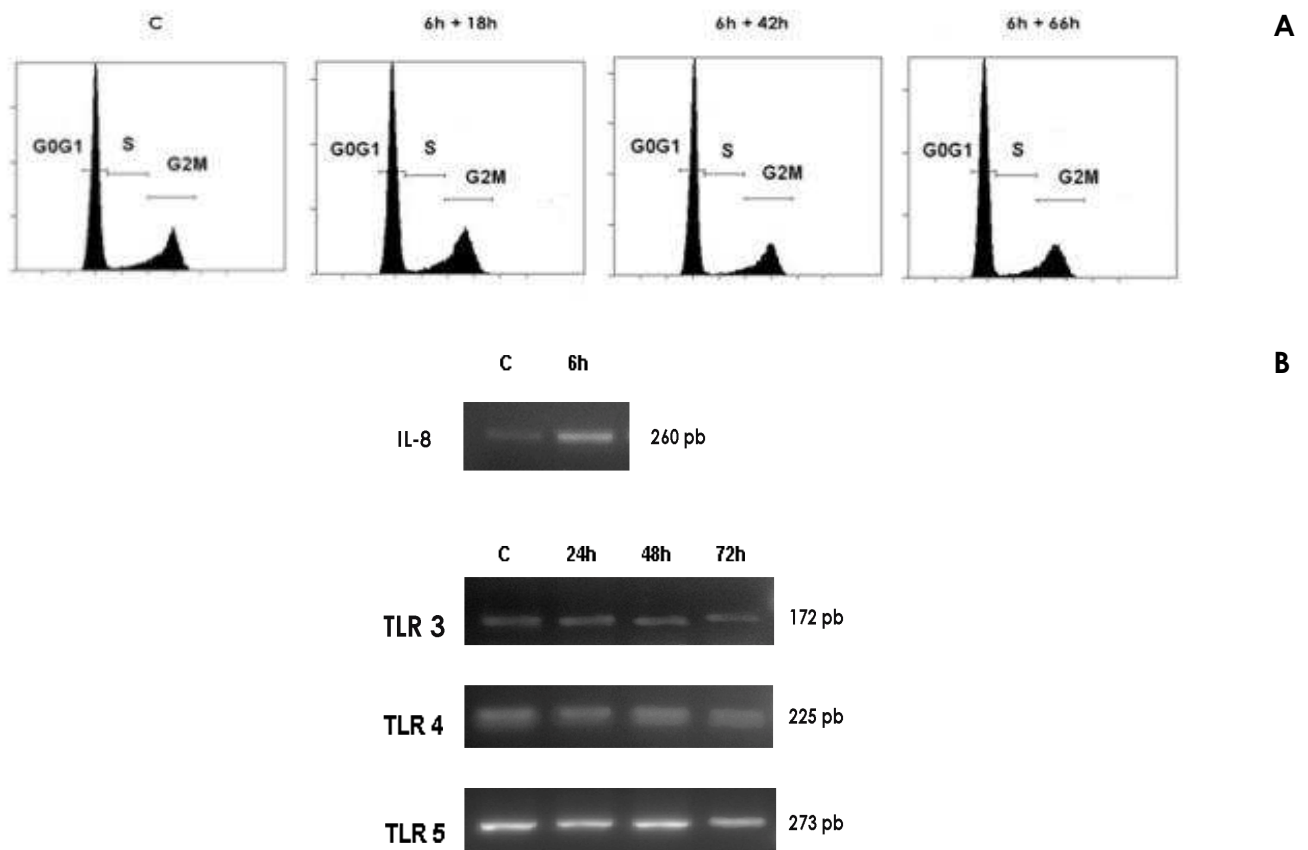 C 6h + 18h 6h + 42h 6h + 66h A
G0G1 S G2M
G0G1 S G2M
G0G1 S G2M
G0G1 S G2M
C 6h B
IL-8 260 pb
C 24h 48h 72h
TLR 3 172 pb
TLR 4 225 pb
TLR 5 273 pb